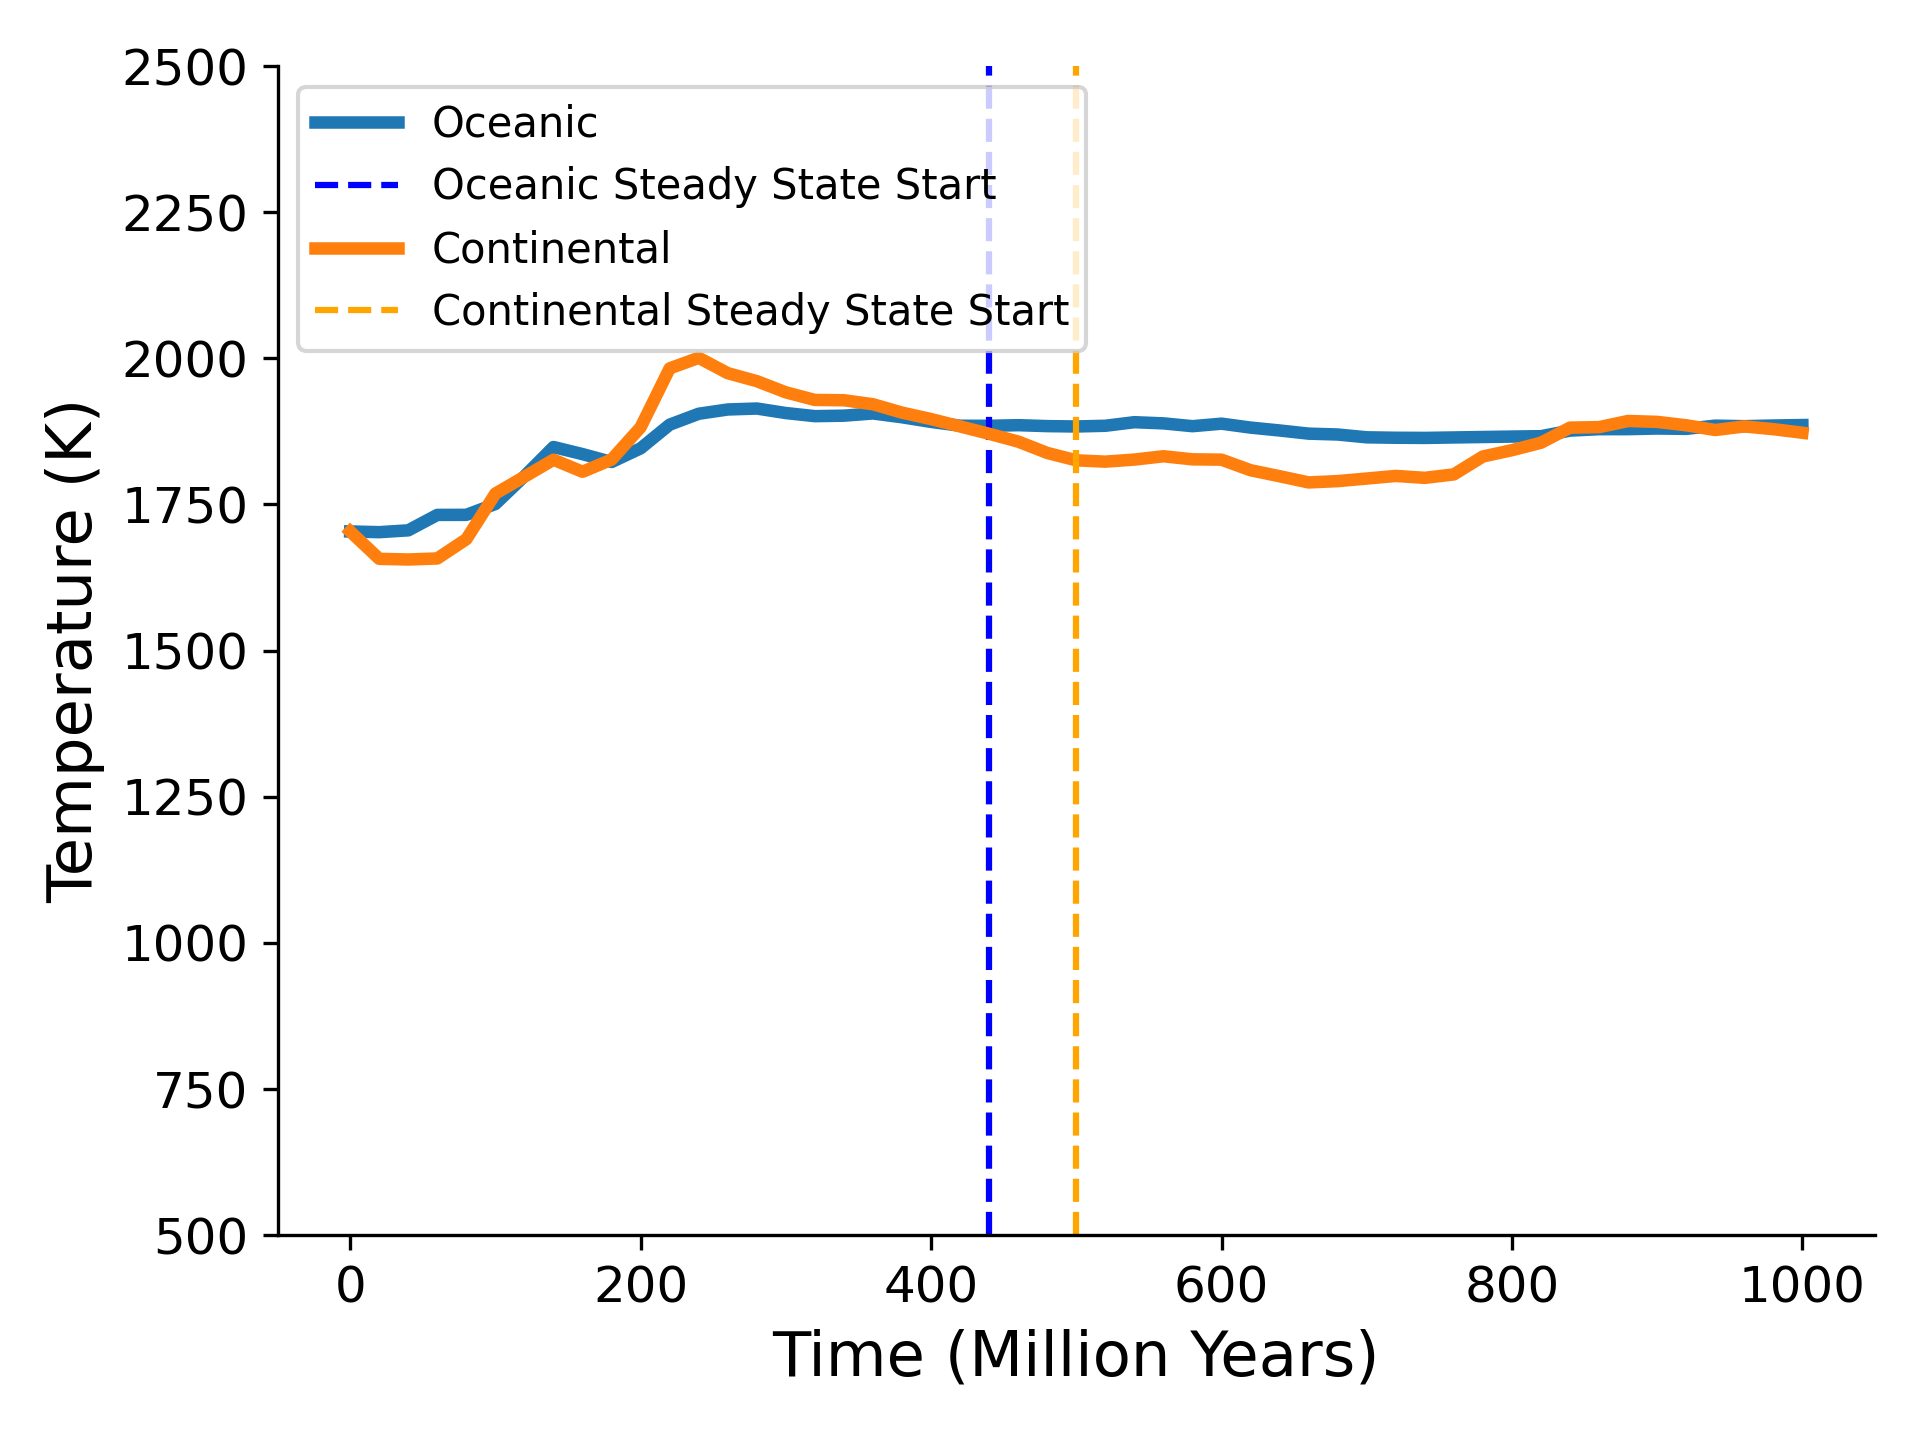 2500
2250
2000
1750
1500
1250
1000
750
500
Temperature (K)
Oceanic
Oceanic Steady State Start
Continental
Continental Steady State Start
0 200 400 600 800 1000
Time (Million Years)